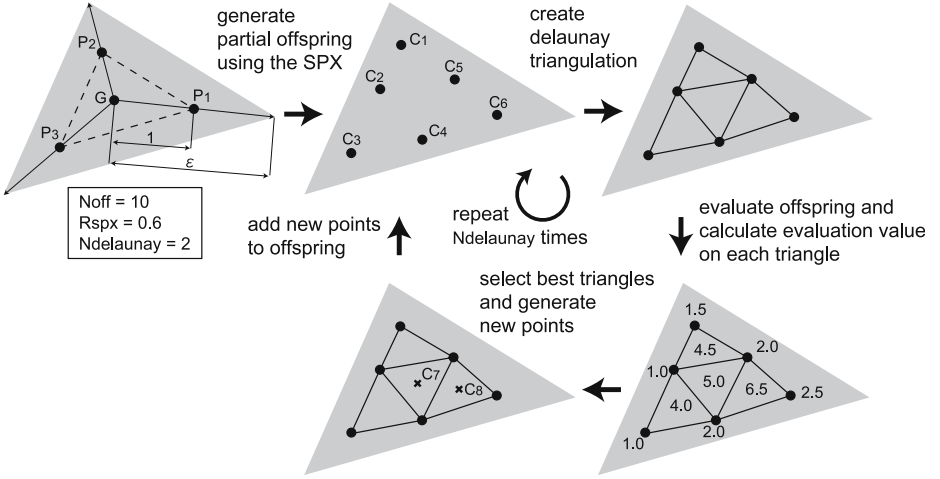 generate
partial offspring
using the SPX
create
delaunay
triangulation
P2
G
P1
P3
1
ε
C1
C2
C5
C6
C3
C4
Noff = 10
Rspx = 0.6
Ndelaunay = 2
add new points
to offspring
repeat
Ndelaunay times
evaluate offspring and
calculate evaluation value
on each triangle
select best triangles
and generate
new points
C7
C8
1.5
4.5
2.0
1.0
5.0
6.5
2.5
4.0
1.0
2.0